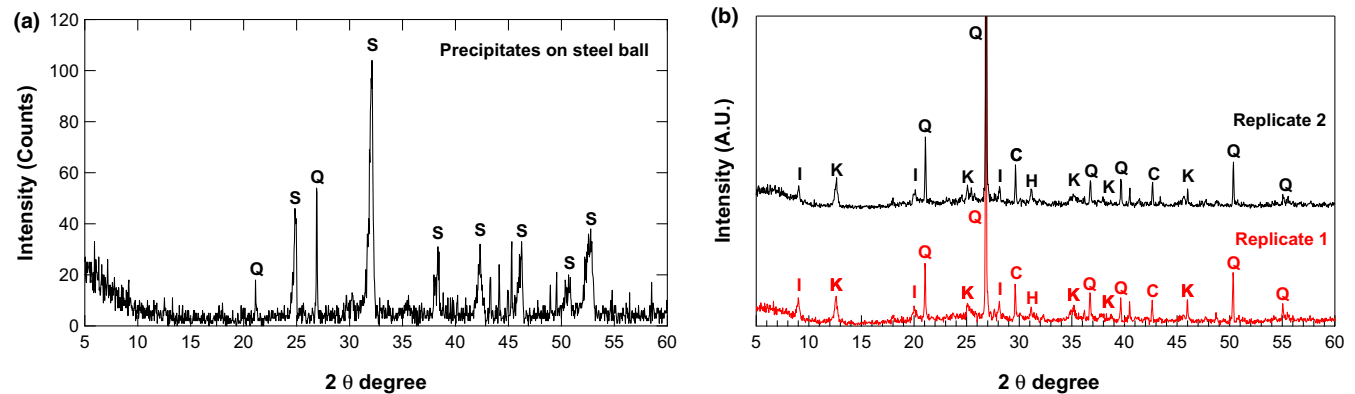 (a)
Precipitates on steel ball
Intensity (Counts)
120
100
80
60
40
20
0
Q
S
Q
S
S
S
S
S
S
5 10 15 20 25 30 35 40 45 50 55 60
2 θ degree
(b)
Intensity (A.U.)
Replicate 2
I
K
I
Q
K
Q
I
C
H
K
Q
K
Q
C
K
Q
Q
Replicate 1
I
K
I
Q
K
Q
I
C
H
K
Q
K
Q
C
K
Q
Q
5 10 15 20 25 30 35 40 45 50 55 60
2 θ degree